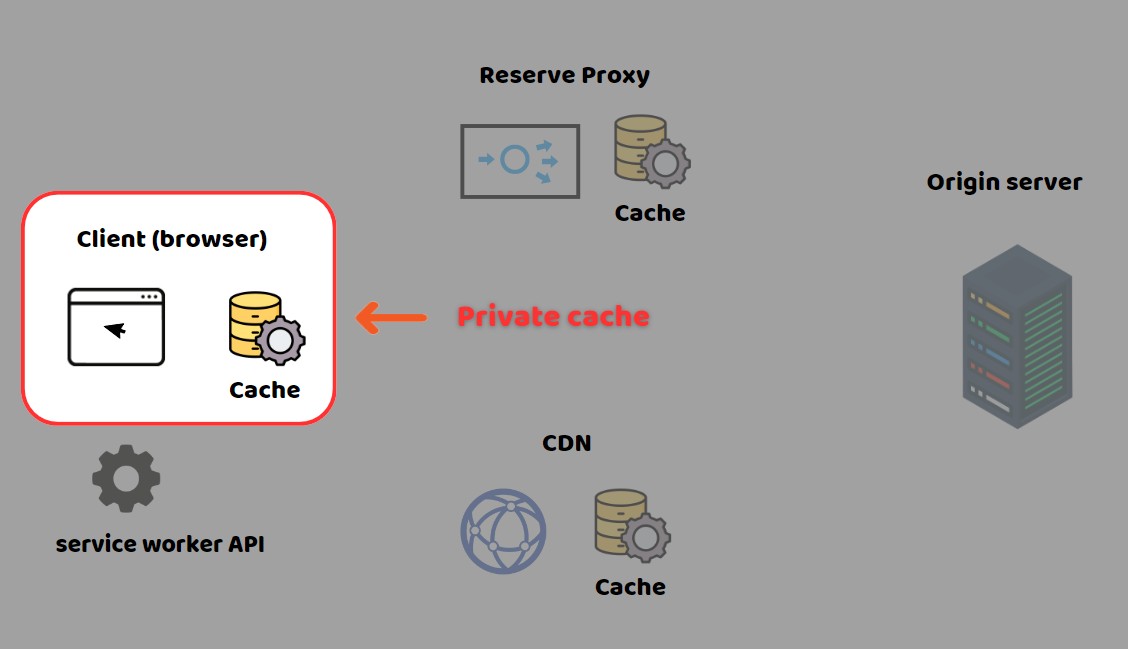 Reserve Proxy
Cache
Origin server
Client (browser)
Cache
Private cache
service worker API
CDN
Cache